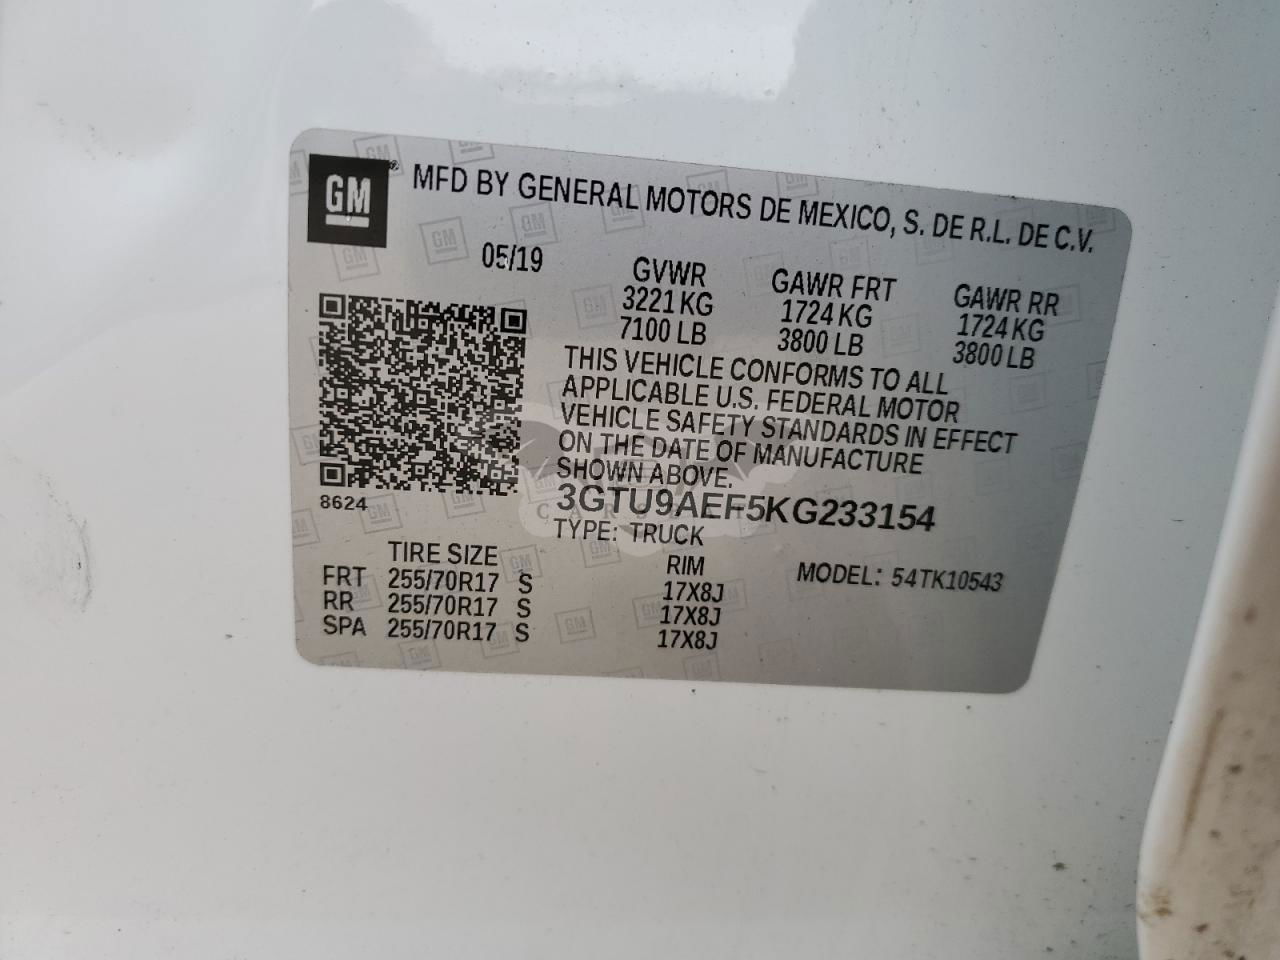 GM® MFD BY GENERAL MOTORS DE MEXICO, S. DE R.L. DE C.V.
05/19
GVWR GAWR FRT GAWR RR
3221 KG 1724 KG 1724 KG
7100 LB 3800 LB 3800 LB
THIS VEHICLE CONFORMS TO ALL
APPLICABLE U.S. FEDERAL MOTOR
VEHICLE SAFETY STANDARDS IN EFFECT
ON THE DATE OF MANUFACTURE
SHOWN ABOVE.
8624
3GTU9AEF5KG233154
TYPE: TRUCK
TIRE SIZE RIM MODEL: 54TK10543
FRT 255/70R17 S 17X8J
RR 255/70R17 S 17X8J
SPA 255/70R17 S 17X8J